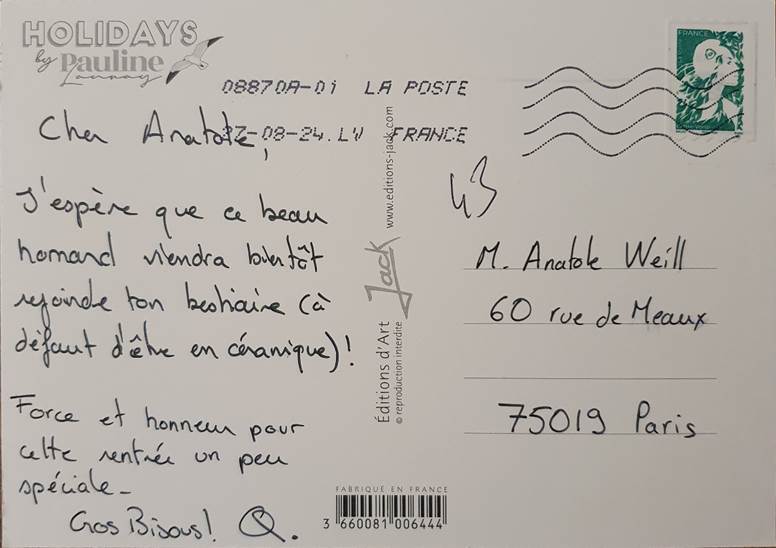 HOLIDAYS
by Pauline
Launay
08870A-01 LA POSTE
27-08-24.LV FRANCE
FRANCE
Cher Anatole,
J'espère que ce beau
homard viendra bientôt
rejoindre ton bestiaire (à
défaut d'être en céramique)!
Force et honneur pour
cette rentrée un peu
spéciale-
Gros Bisous! Q.
Éditions d'Art Jack www.editions-jack.com
© reproduction interdite
43
M. Anatole Weill
60 rue de Meaux
75019 Paris
FABRIQUÉ EN FRANCE
3 660081 006444